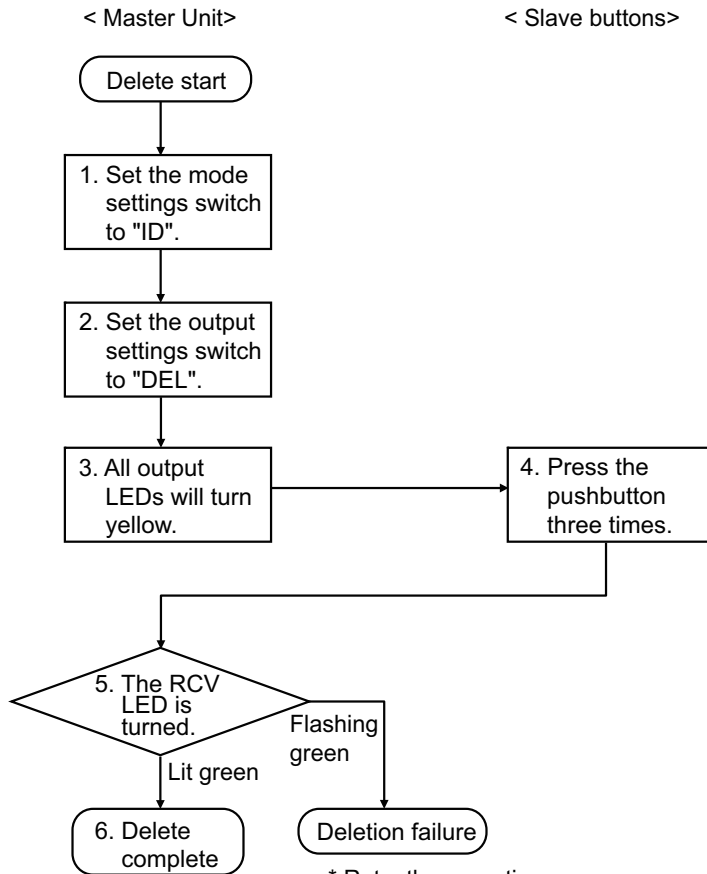 < Master Unit>
< Slave buttons>
Delete start
1. Set the mode
settings switch
to "ID".
2. Set the output
settings switch
to "DEL".
3. All output
LEDs will turn
yellow.
4. Press the
pushbutton
three times.
5. The RCV
LED is
turned.
Flashing
green
Lit green
6. Delete
complete
Deletion failure